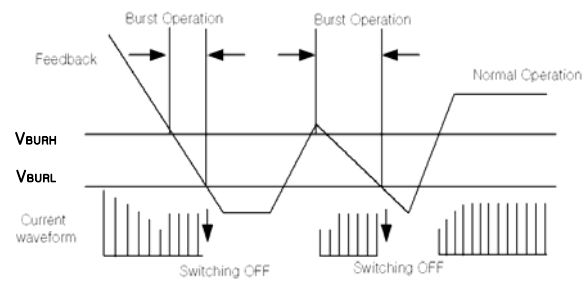 Burst Operation
Burst Operation
Feedback
Normal Operation
VBURH
VBURL
Current
waveform
Switching OFF
Switching OFF